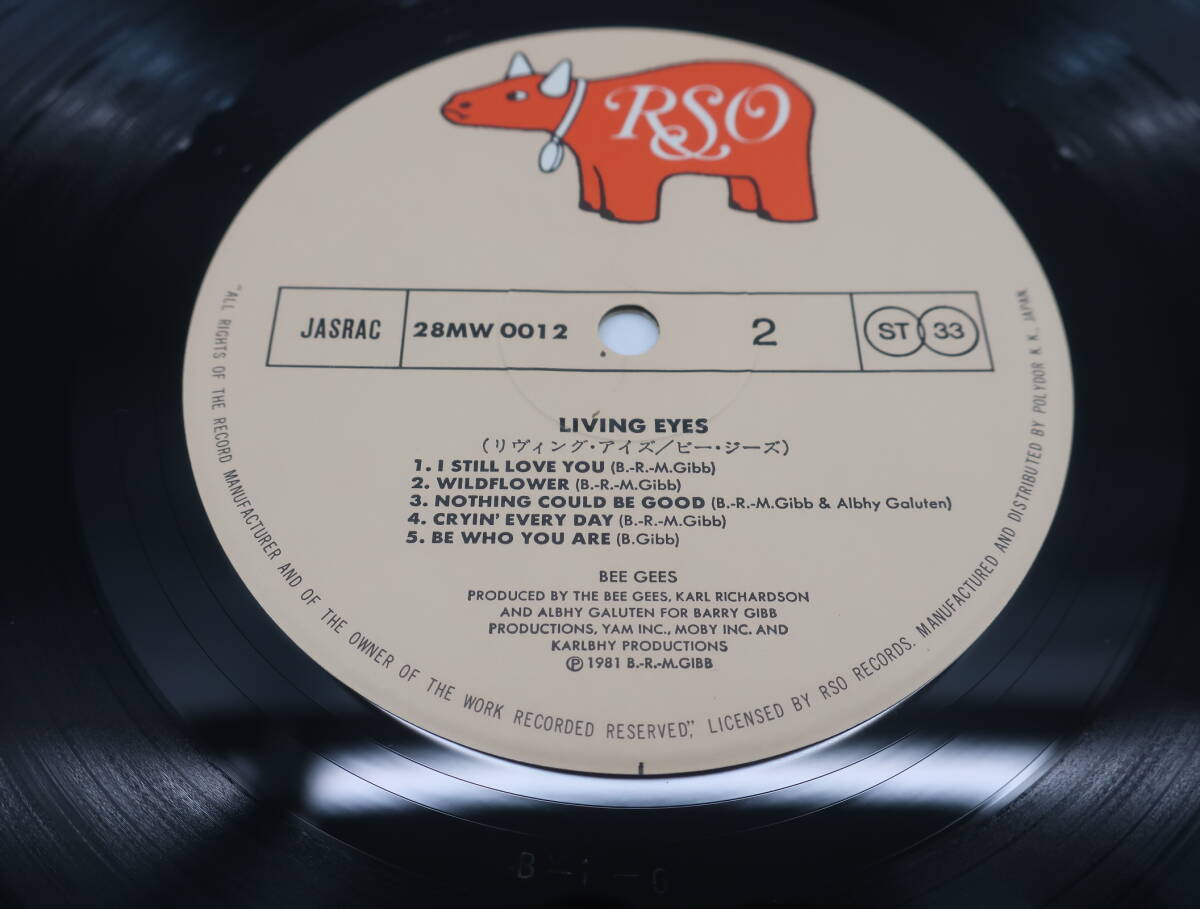 RSO
JASRAC 28MW 0012 2 ST 33
LIVING EYES
(リヴィング・アイズ/ビー・ジーズ)
1. I STILL LOVE YOU (B.-R.-M.Gibb)
2. WILDFLOWER (B.-R.-M.Gibb)
3. NOTHING COULD BE GOOD (B.-R.-M.Gibb & Albhy Galuten)
4. CRYIN' EVERY DAY (B.-R.-M.Gibb)
5. BE WHO YOU ARE (B.Gibb)
BEE GEES
PRODUCED BY THE BEE GEES, KARL RICHARDSON
AND ALBHY GALUTEN FOR BARRY GIBB
PRODUCTIONS, YAM INC., MOBY INC. AND
KARLBHY PRODUCTIONS
Ⓟ 1981 B.-R.-M.GIBB
"ALL RIGHTS OF THE RECORD MANUFACTURER AND OF THE OWNER OF THE WORK RECORDED RESERVED," LICENSED BY RSO RECORDS. MANUFACTURED AND DISTRIBUTED BY POLYDOR K.K., JAPAN
B-1-6